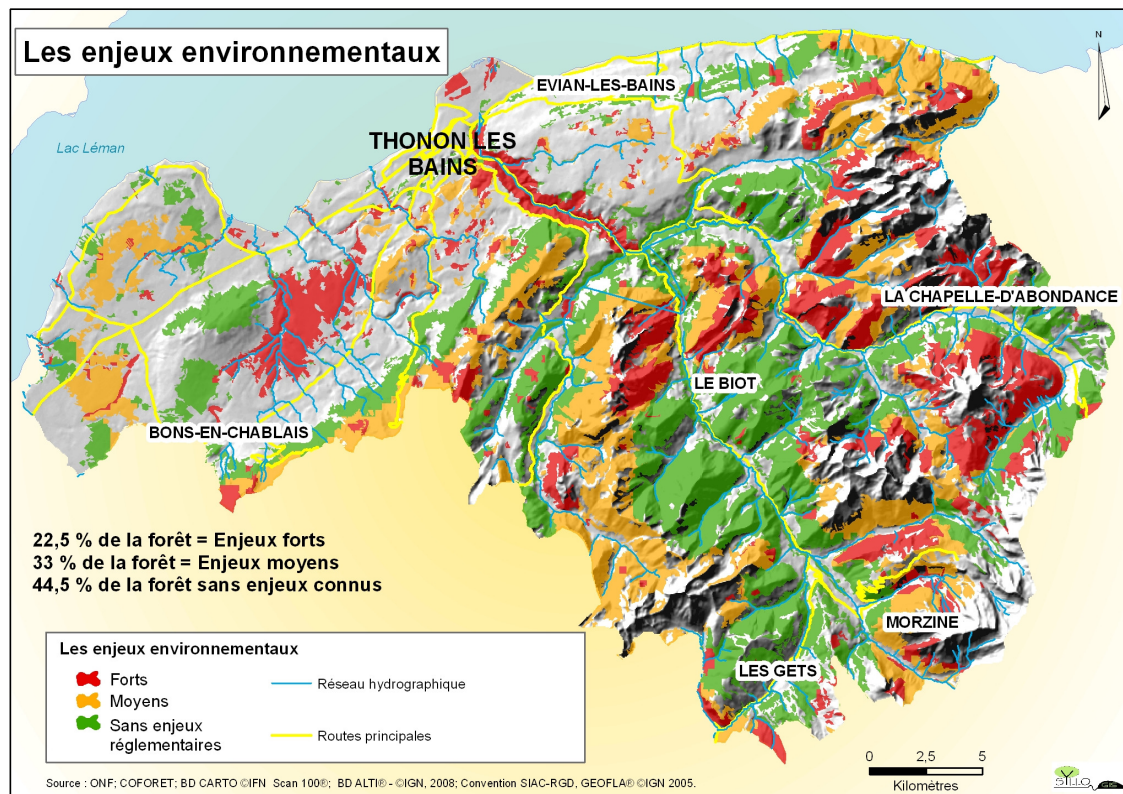 Les enjeux environnementaux
N
EVIAN-LES-BAINS
THONON LES
BAINS
Lac Léman
LA CHAPELLE-D'ABONDANCE
LE BIOT
BONS-EN-CHABLAIS
22,5 % de la forêt = Enjeux forts
33 % de la forêt = Enjeux moyens
44,5 % de la forêt sans enjeux connus
MORZINE
LES GETS
Les enjeux environnementaux
Forts
Moyens
Sans enjeux
réglementaires
Réseau hydrographique
Routes principales
0 2,5 5
Kilomètres
Source : ONF; COFORET; BD CARTO ©IFN Scan 100®; BD ALTI® - ©IGN, 2008; Convention SIAC-RGD, GEOFLA® ©IGN 2005.